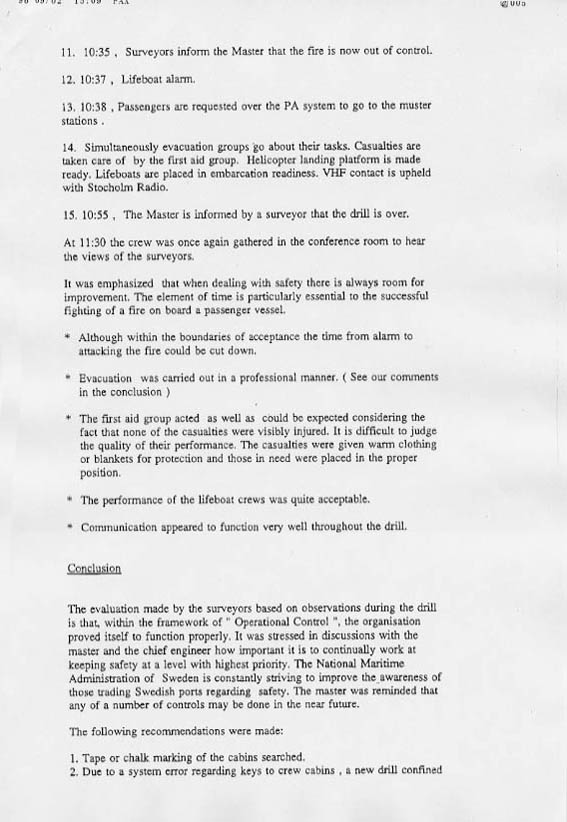 15:09 FAX
005
11. 10:35 , Surveyors inform the Master that the fire is now out of control.
12. 10:37 , Lifeboat alarm.
13. 10:38 , Passengers are requested over the PA system to go to the muster
stations .
14. Simultaneously evacuation groups go about their tasks. Casualties are
taken care of by the first aid group. Helicopter landing platform is made
ready. Lifeboats are placed in embarcation readiness. VHF contact is upheld
with Stocholm Radio.
15. 10:55 , The Master is informed by a surveyor that the drill is over.
At 11:30 the crew was once again gathered in the conference room to hear
the views of the surveyors.
It was emphasized that when dealing with safety there is always room for
improvement. The element of time is particularly essential to the successful
fighting of a fire on board a passenger vessel.
* Although within the boundaries of acceptance the time from alarm to
attacking the fire could be cut down.
* Evacuation was carried out in a professional manner. ( See our comments
in the conclusion )
* The first aid group acted as well as could be expected considering the
fact that none of the casualties were visibly injured. It is difficult to judge
the quality of their performance. The casualties were given warm clothing
or blankets for protection and those in need were placed in the proper
position.
* The performance of the lifeboat crews was quite acceptable.
* Communication appeared to function very well throughout the drill.
Conclusion
The evaluation made by the surveyors based on observations during the drill
is that, within the framework of " Operational Control ", the organisation
proved itself to function properly. It was stressed in discussions with the
master and the chief engineer how important it is to continually work at
keeping safety at a level with highest priority. The National Maritime
Administration of Sweden is constantly striving to improve the awareness of
those trading Swedish ports regarding safety. The master was reminded that
any of a number of controls may be done in the near future.
The following recommendations were made:
1. Tape or chalk marking of the cabins searched.
2. Due to a system error regarding keys to crew cabins , a new drill confined